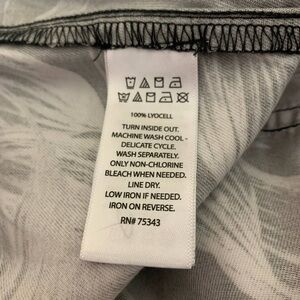 100% LYOCELL
TURN INSIDE OUT.
MACHINE WASH COOL -
DELICATE CYCLE.
WASH SEPARATELY.
ONLY NON-CHLORINE
BLEACH WHEN NEEDED.
LINE DRY.
LOW IRON IF NEEDED.
IRON ON REVERSE.
RN# 75343